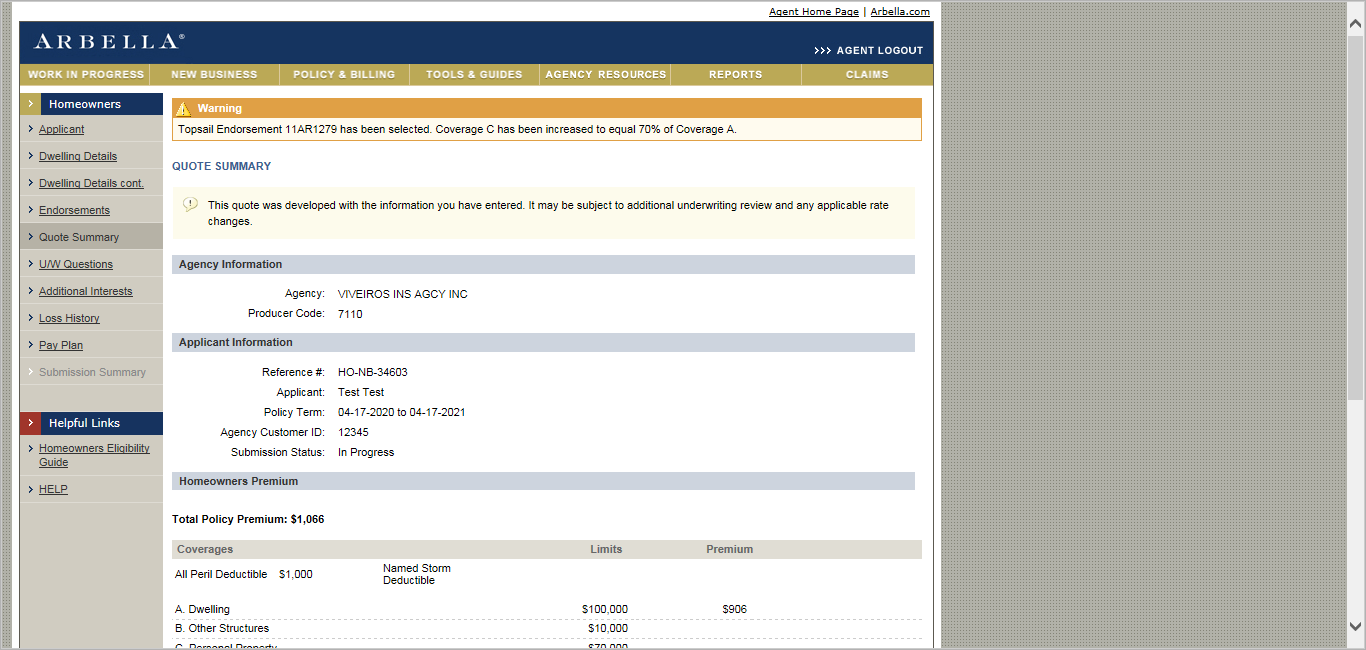 Agent Home Page | Arbella.com
ARBELLA®
>>> AGENT LOGOUT
WORK IN PROGRESS NEW BUSINESS POLICY & BILLING TOOLS & GUIDES AGENCY RESOURCES REPORTS CLAIMS
Homeowners
Applicant
Dwelling Details
Dwelling Details cont.
Endorsements
Quote Summary
U/W Questions
Additional Interests
Loss History
Pay Plan
Submission Summary
Helpful Links
Homeowners Eligibility
Guide
HELP
Warning
Topsail Endorsement 11AR1279 has been selected. Coverage C has been increased to equal 70% of Coverage A.
QUOTE SUMMARY
This quote was developed with the information you have entered. It may be subject to additional underwriting review and any applicable rate
changes.
Agency Information
Agency: VIVEIROS INS AGCY INC
Producer Code: 7110
Applicant Information
Reference #: HO-NB-34603
Applicant: Test Test
Policy Term: 04-17-2020 to 04-17-2021
Agency Customer ID: 12345
Submission Status: In Progress
Homeowners Premium
Total Policy Premium: $1,066
Coverages Limits Premium
All Peril Deductible $1,000 Named Storm
Deductible
A. Dwelling $100,000 $906
B. Other Structures $10,000
C. Personal Property $70,000